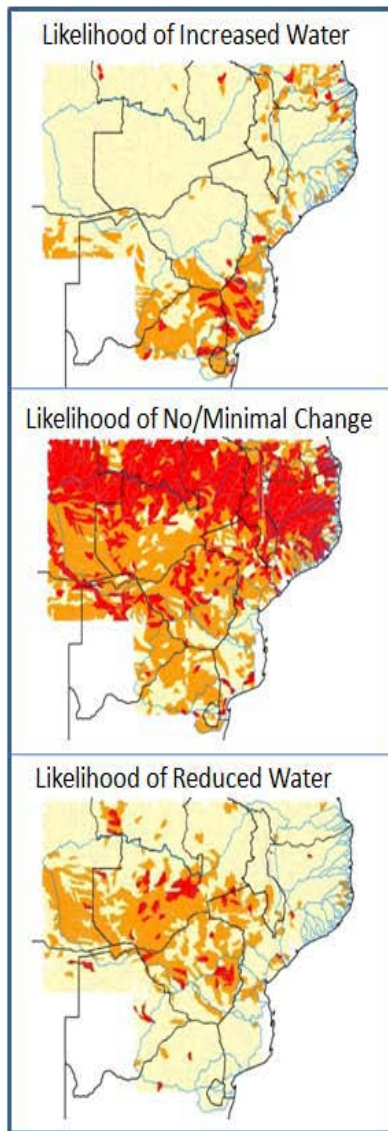 Likelihood of Increased Water
Likelihood of No/Minimal Change
Likelihood of Reduced Water